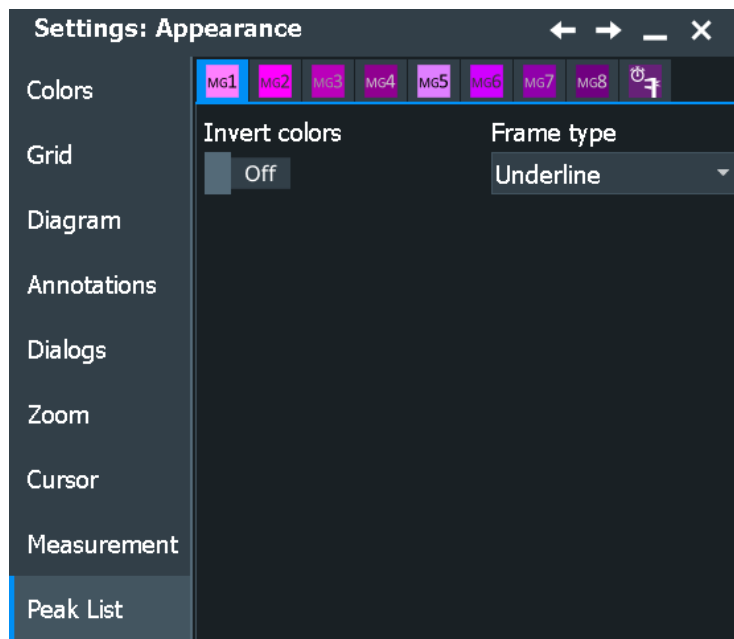 Settings: Appearance
Colors
Grid
Diagram
Annotations
Dialogs
Zoom
Cursor
Measurement
Peak List
MG1 MG2 MG3 MG4 MG5 MG6 MG7 MG8
Invert colors
Off
Frame type
Underline